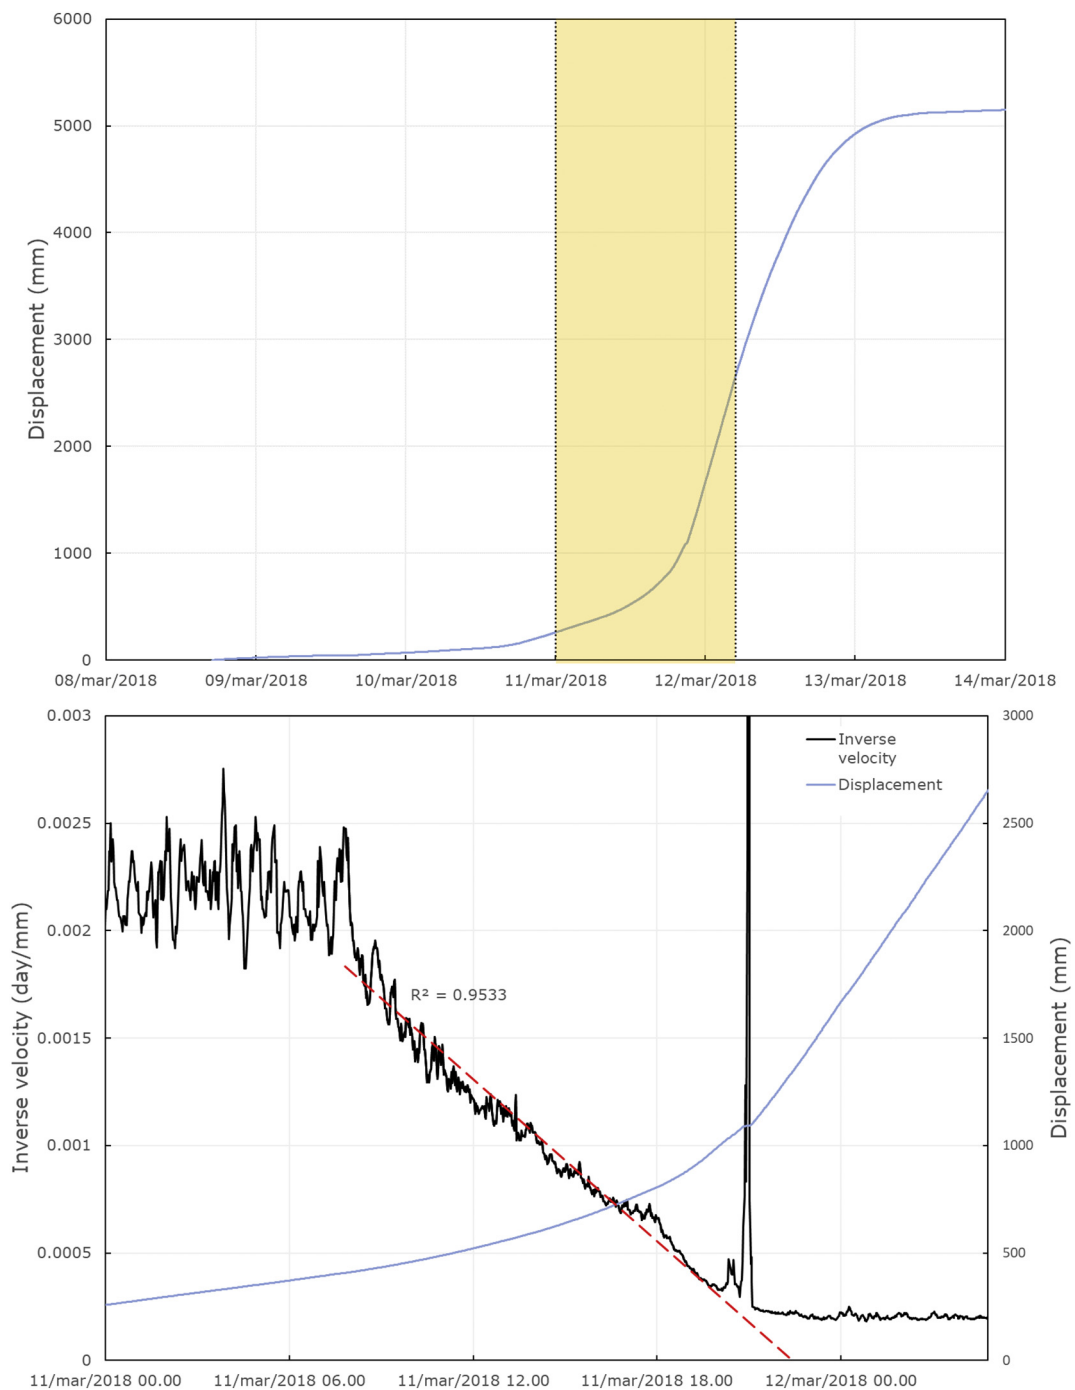 6000
5000
4000
3000
2000
1000
0
Displacement (mm)
08/mar/2018 09/mar/2018 10/mar/2018 11/mar/2018 12/mar/2018 13/mar/2018 14/mar/2018
0.003
0.0025
0.002
0.0015
0.001
0.0005
0
Inverse velocity (day/mm)
Inverse
velocity
Displacement
R² = 0.9533
3000
2500
2000
1500
1000
500
0
Displacement (mm)
11/mar/2018 00.00 11/mar/2018 06.00 11/mar/2018 12.00 11/mar/2018 18.00 12/mar/2018 00.00